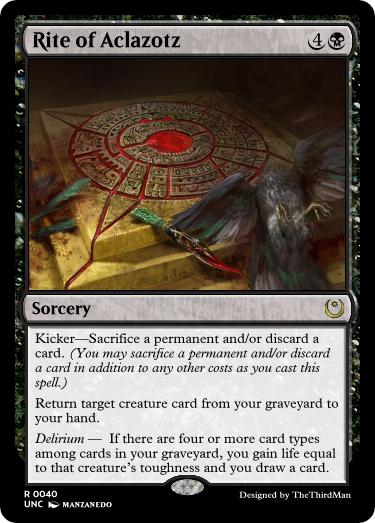 Rite of Aclazotz 4
Sorcery
Kicker—Sacrifice a permanent and/or discard a
card. (You may sacrifice a permanent and/or discard
a card in addition to any other costs as you cast this
spell.)
Return target creature card from your graveyard to
your hand.
Delirium — If there are four or more card types
among cards in your graveyard, you gain life equal
to that creature's toughness and you draw a card.
R 0040
UNC MANZANEDO
Designed by TheThirdMan